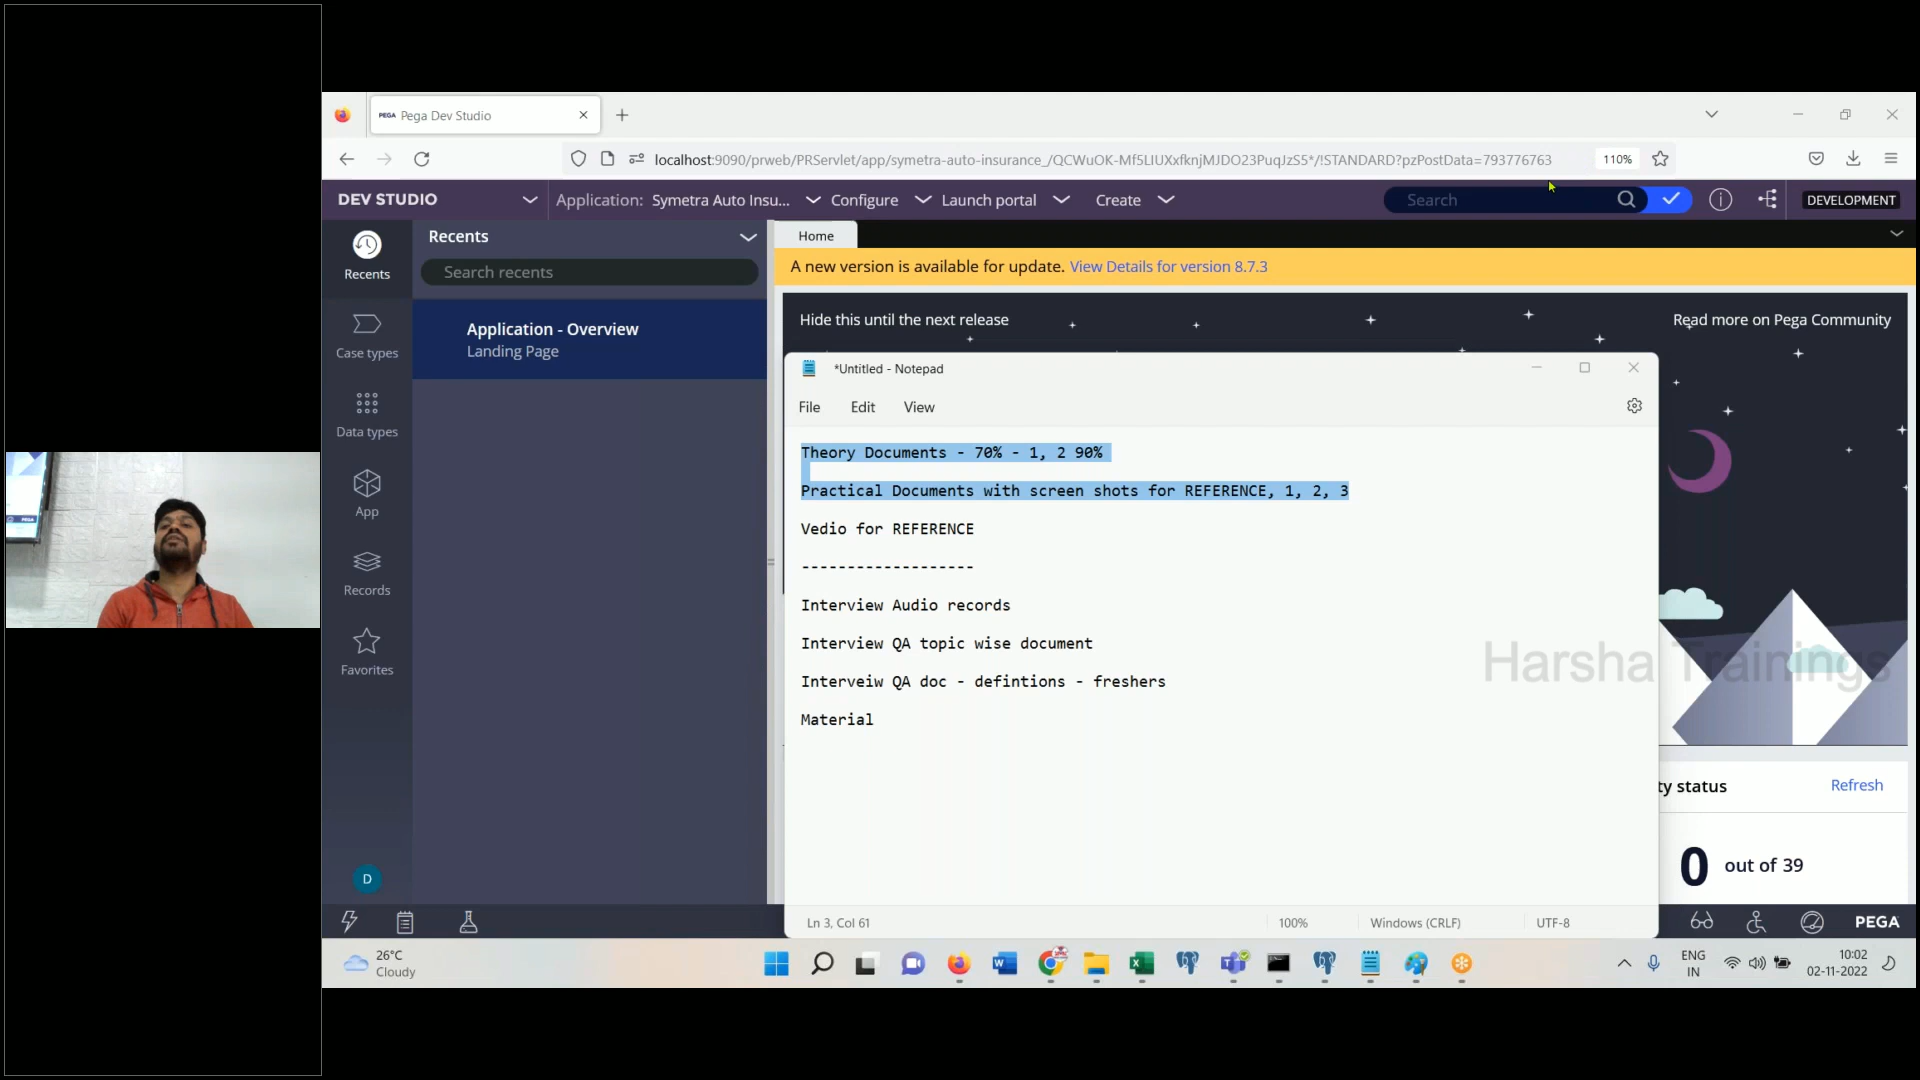 PEGA Pega Dev Studio
localhost:9090/prweb/PRServlet/app/symetra-auto-insurance_/QCWuOK-Mf5LIUXxfknjMJDO23PuqJzS5*/!STANDARD?pzPostData=793776763
110%
DEV STUDIO
Application: Symetra Auto Insu...
Configure
Launch portal
Create
Search
DEVELOPMENT
Recents
Recents
Search recents
Home
A new version is available for update. View Details for version 8.7.3
Application - Overview
Landing Page
Hide this until the next release
Read more on Pega Community
Case types
Data types
App
Records
Favorites
D
*Untitled - Notepad
File
Edit
View
Theory Documents - 70% - 1, 2 90%
Practical Documents with screen shots for REFERENCE, 1, 2, 3
Vedio for REFERENCE
-------------------
Interview Audio records
Interview QA topic wise document
Interveiw QA doc - defintions - freshers
Material
Harsha Trainings
ty status
Refresh
0 out of 39
Ln 3, Col 61
100%
Windows (CRLF)
UTF-8
PEGA
26°C
Cloudy
ENG
IN
10:02
02-11-2022